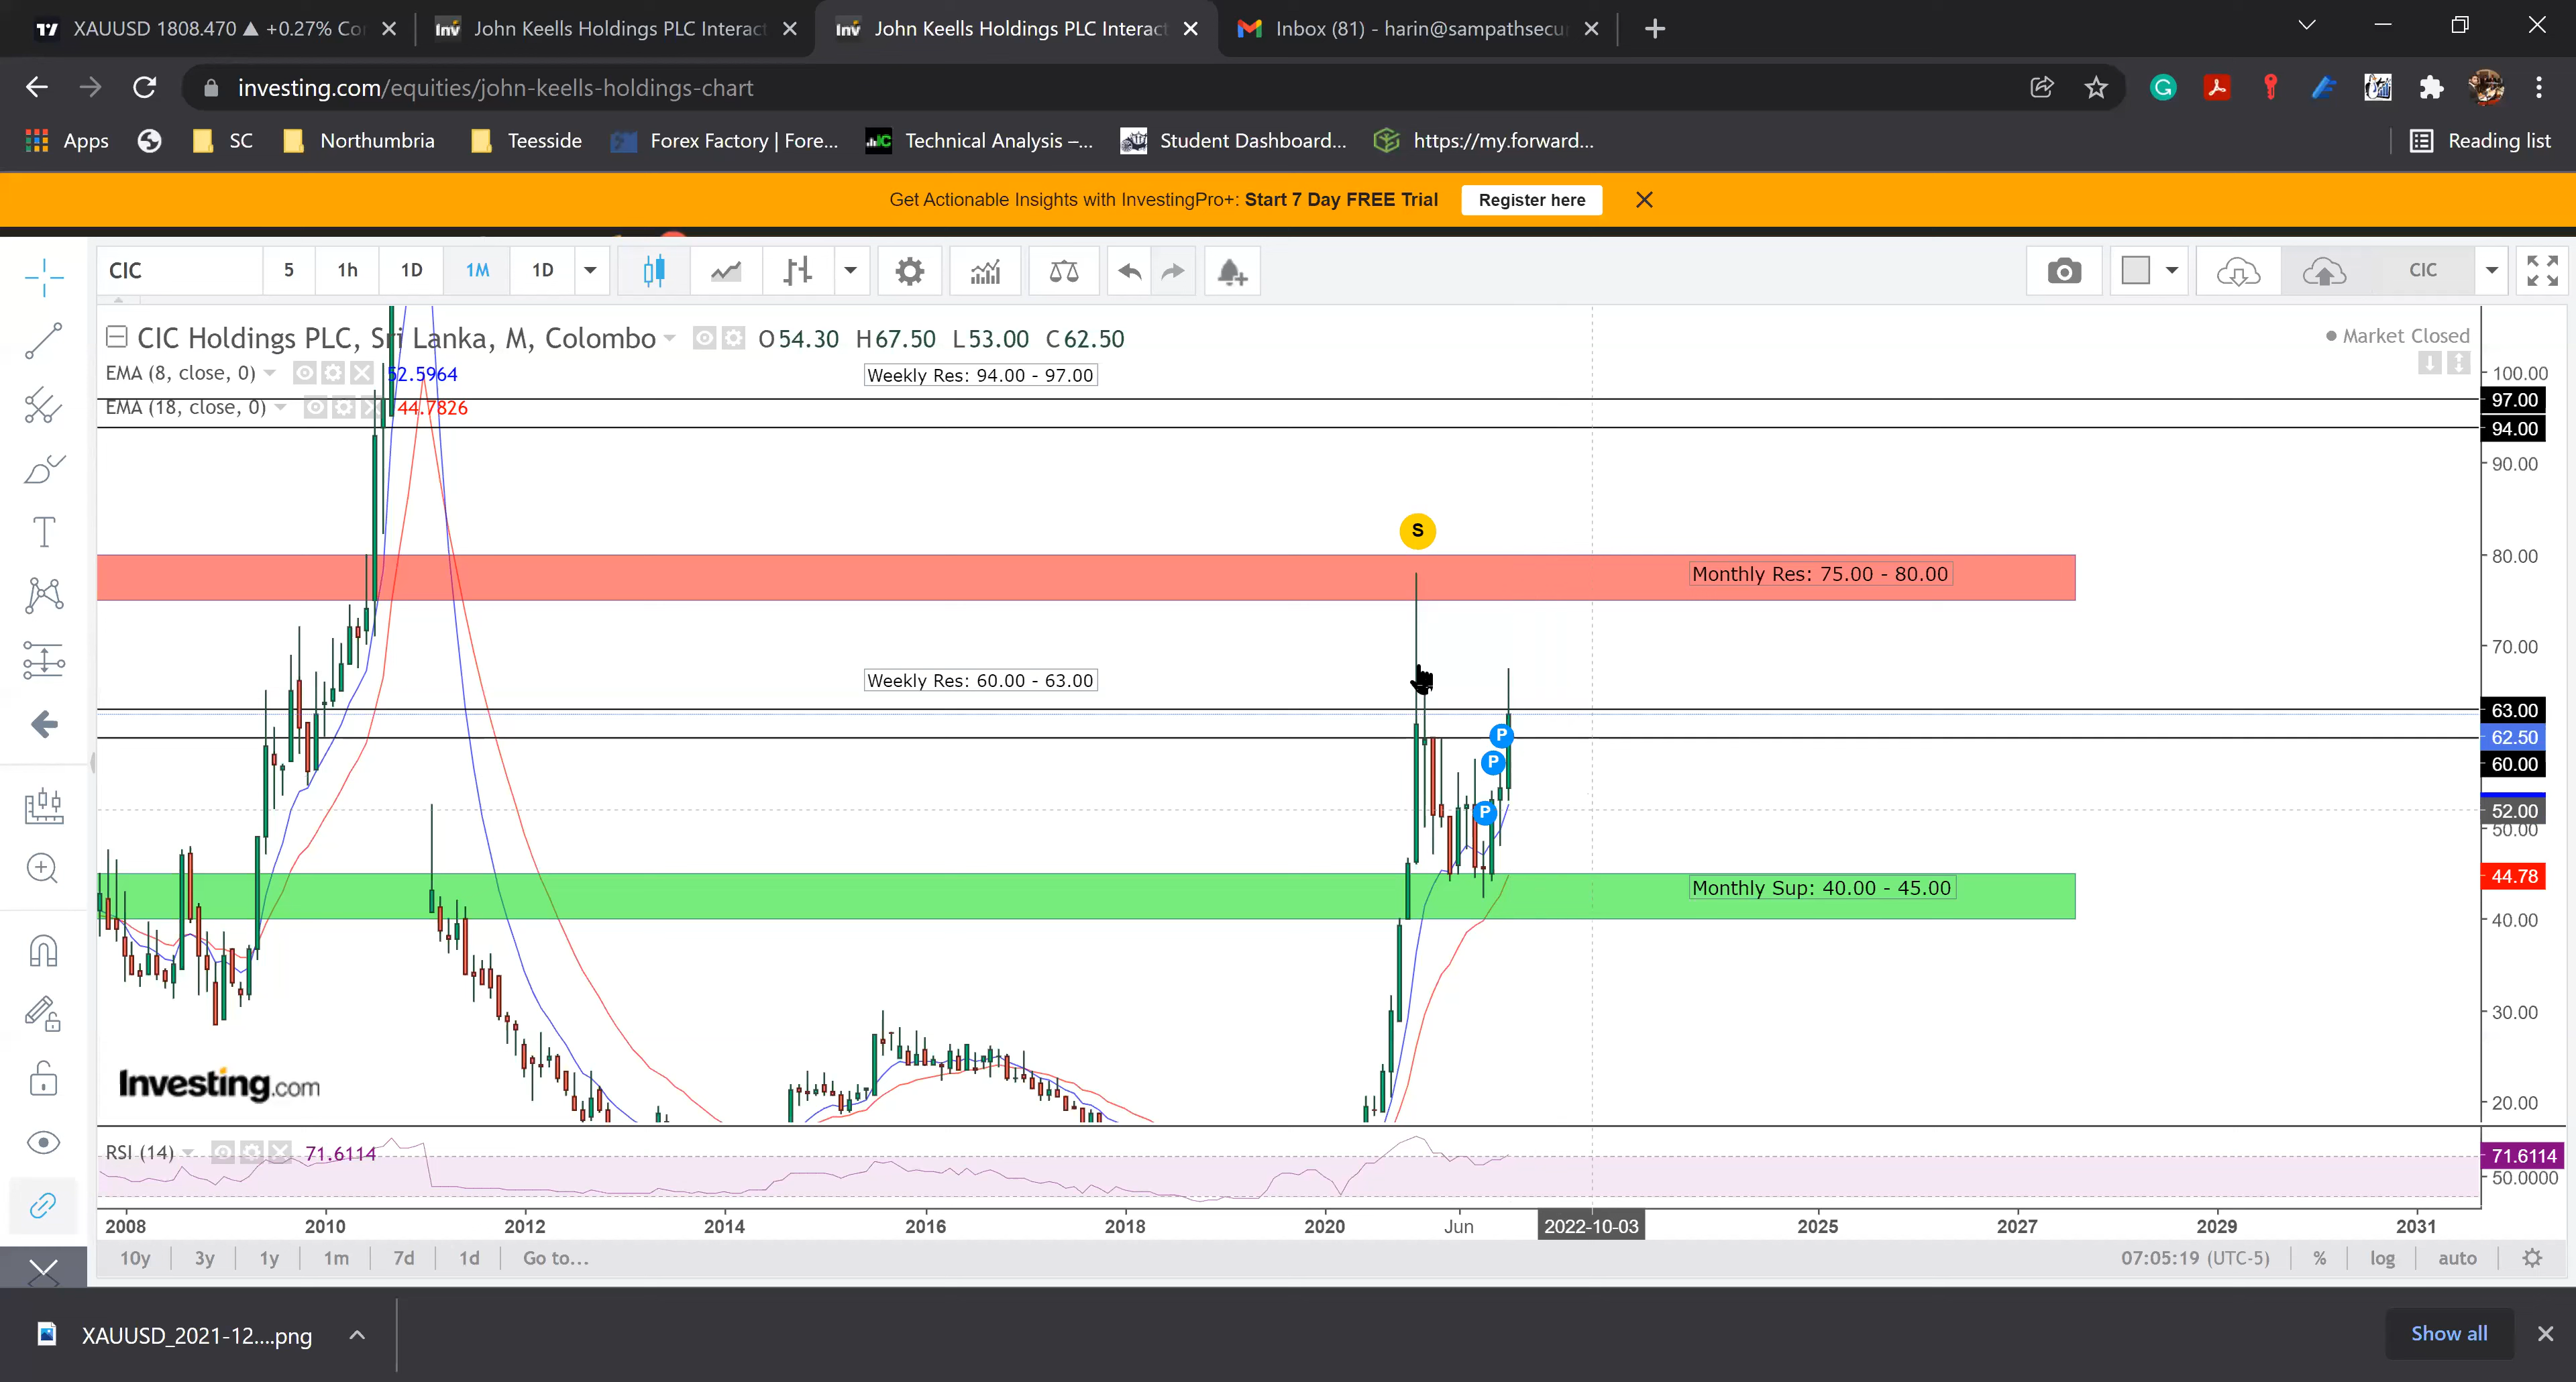 XAUUSD 1808.470 ▲ +0.27% Co
John Keells Holdings PLC Interact
John Keells Holdings PLC Interact
Inbox (81) - harin@sampathsecur
investing.com/equities/john-keells-holdings-chart
Apps
SC
Northumbria
Teesside
Forex Factory | Fore...
Technical Analysis –...
Student Dashboard...
https://my.forward...
Reading list
Get Actionable Insights with InvestingPro+: Start 7 Day FREE Trial
Register here
CIC
5
1h
1D
1M
1D
CIC
CIC Holdings PLC, Sri Lanka, M, Colombo
O54.30 H67.50 L53.00 C62.50
Market Closed
EMA (8, close, 0)
52.5964
Weekly Res: 94.00 - 97.00
EMA (18, close, 0)
44.7826
100.00
97.00
94.00
90.00
S
80.00
Monthly Res: 75.00 - 80.00
70.00
Weekly Res: 60.00 - 63.00
63.00
P
62.50
P
60.00
P
52.00
50.00
44.78
Monthly Sup: 40.00 - 45.00
40.00
30.00
Investing.com
20.00
RSI (14)
71.6114
71.6114
50.0000
2008
2010
2012
2014
2016
2018
2020
Jun
2022-10-03
2025
2027
2029
2031
10y
3y
1y
1m
7d
1d
Go to...
07:05:19 (UTC-5)
%
log
auto
XAUUSD_2021-12....png
Show all